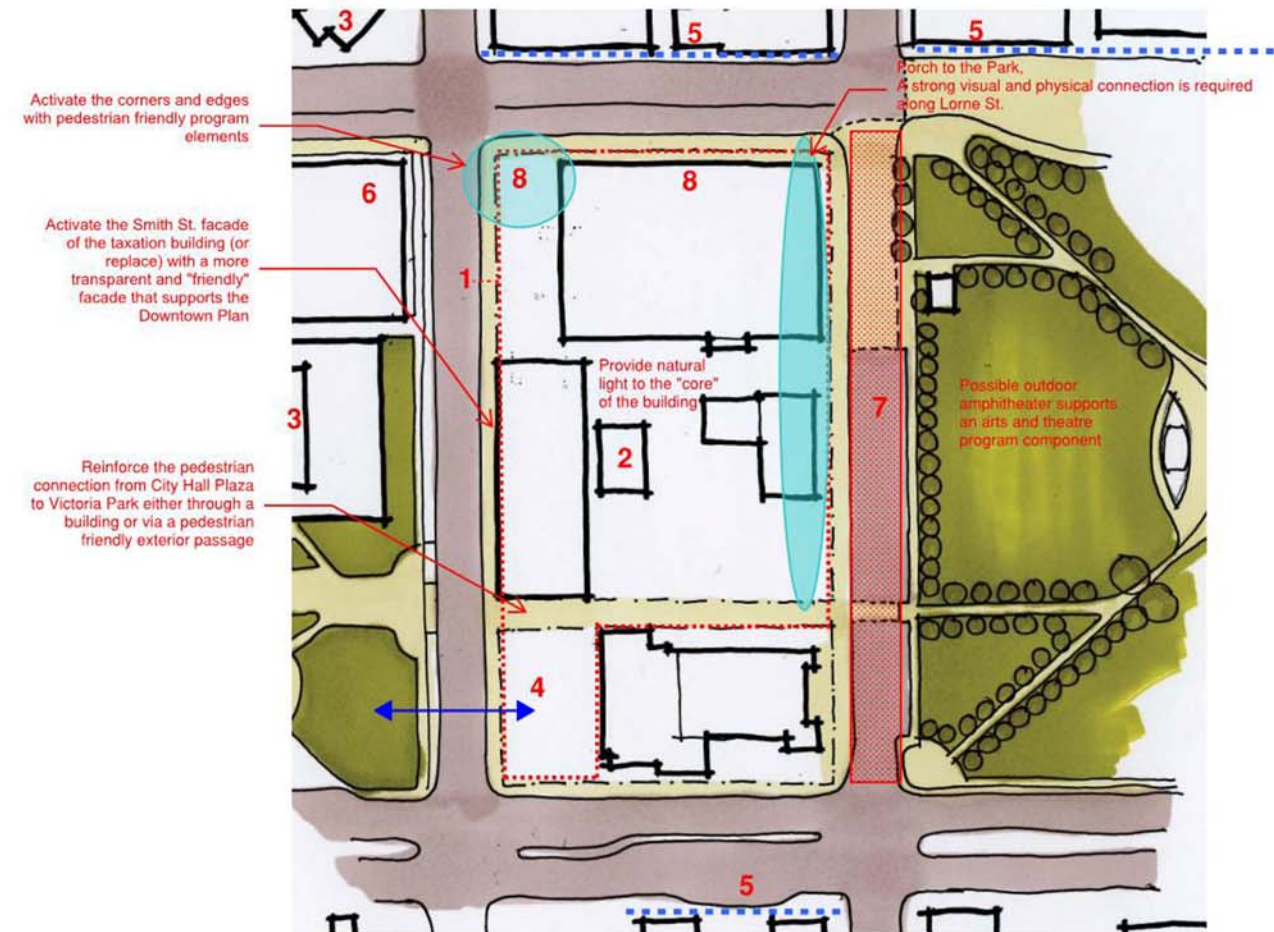 3
5
5
Porch to the Park,
A strong visual and physical connection is required
along Lorne St.
Activate the corners and edges
with pedestrian friendly program
elements
6
8
8
Activate the Smith St. facade
of the taxation building (or
replace) with a more
transparent and "friendly"
facade that supports the
Downtown Plan
1
Provide natural
light to the "core"
of the building
7
Possible outdoor
amphitheater supports
an arts and theatre
program component
3
2
Reinforce the pedestrian
connection from City Hall Plaza
to Victoria Park either through a
building or via a pedestrian
friendly exterior passage
4
5